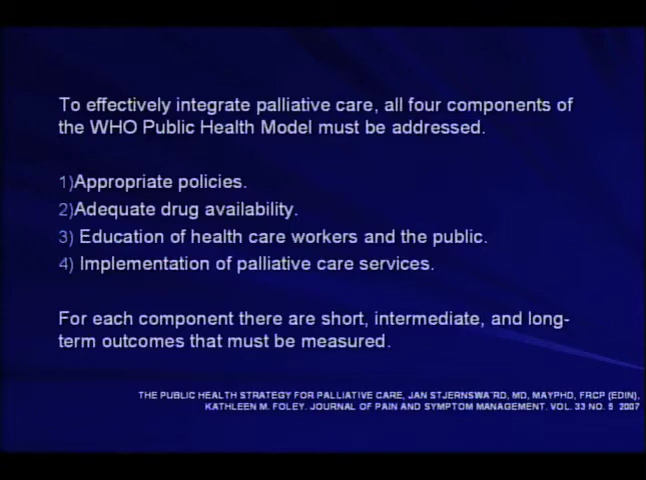 To effectively integrate palliative care, all four components of
the WHO Public Health Model must be addressed.
1)Appropriate policies.
2)Adequate drug availability.
3) Education of health care workers and the public.
4) Implementation of palliative care services.
For each component there are short, intermediate, and long-
term outcomes that must be measured.
THE PUBLIC HEALTH STRATEGY FOR PALLIATIVE CARE, JAN STJERNSWA¨RD, MD, MAYPHD, FRCP (EDIN),
KATHLEEN M. FOLEY. JOURNAL OF PAIN AND SYMPTOM MANAGEMENT. VOL. 33 NO. 5 2007